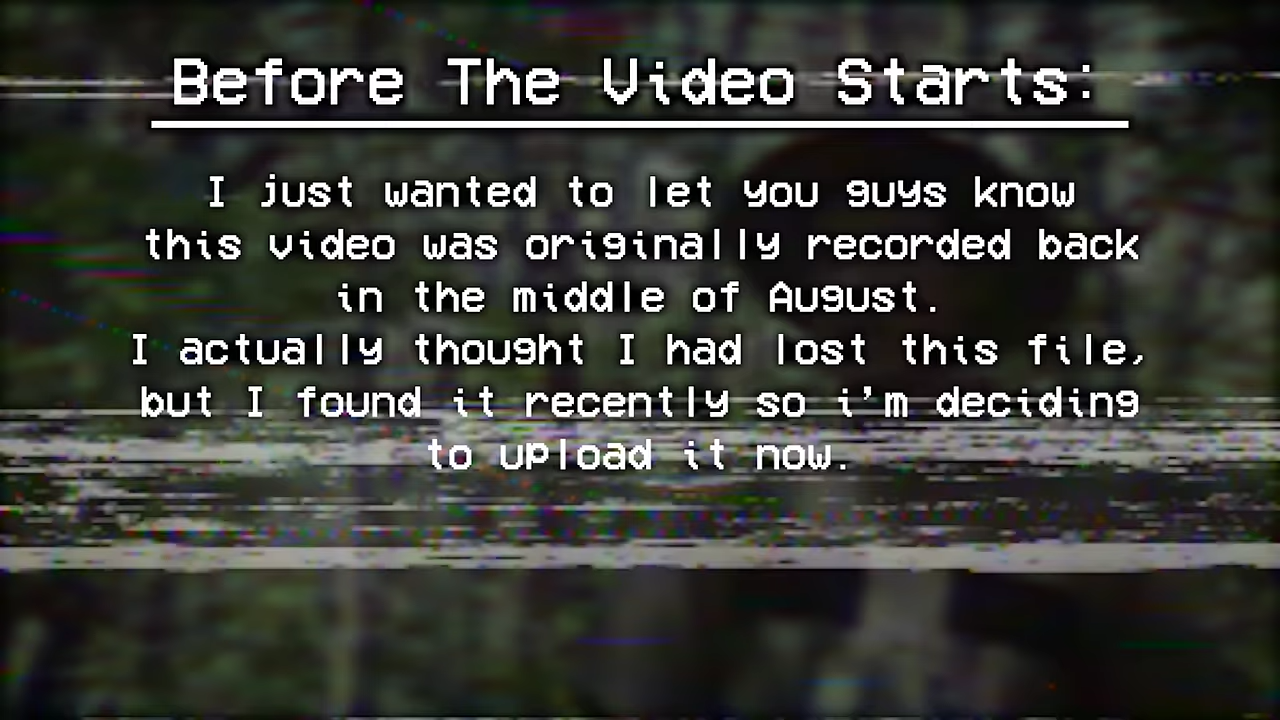 Before The Video Starts:
I just wanted to let you guys know
this video was originally recorded back
in the middle of August.
I actually thought I had lost this file,
but I found it recently so i'm deciding
to upload it now.